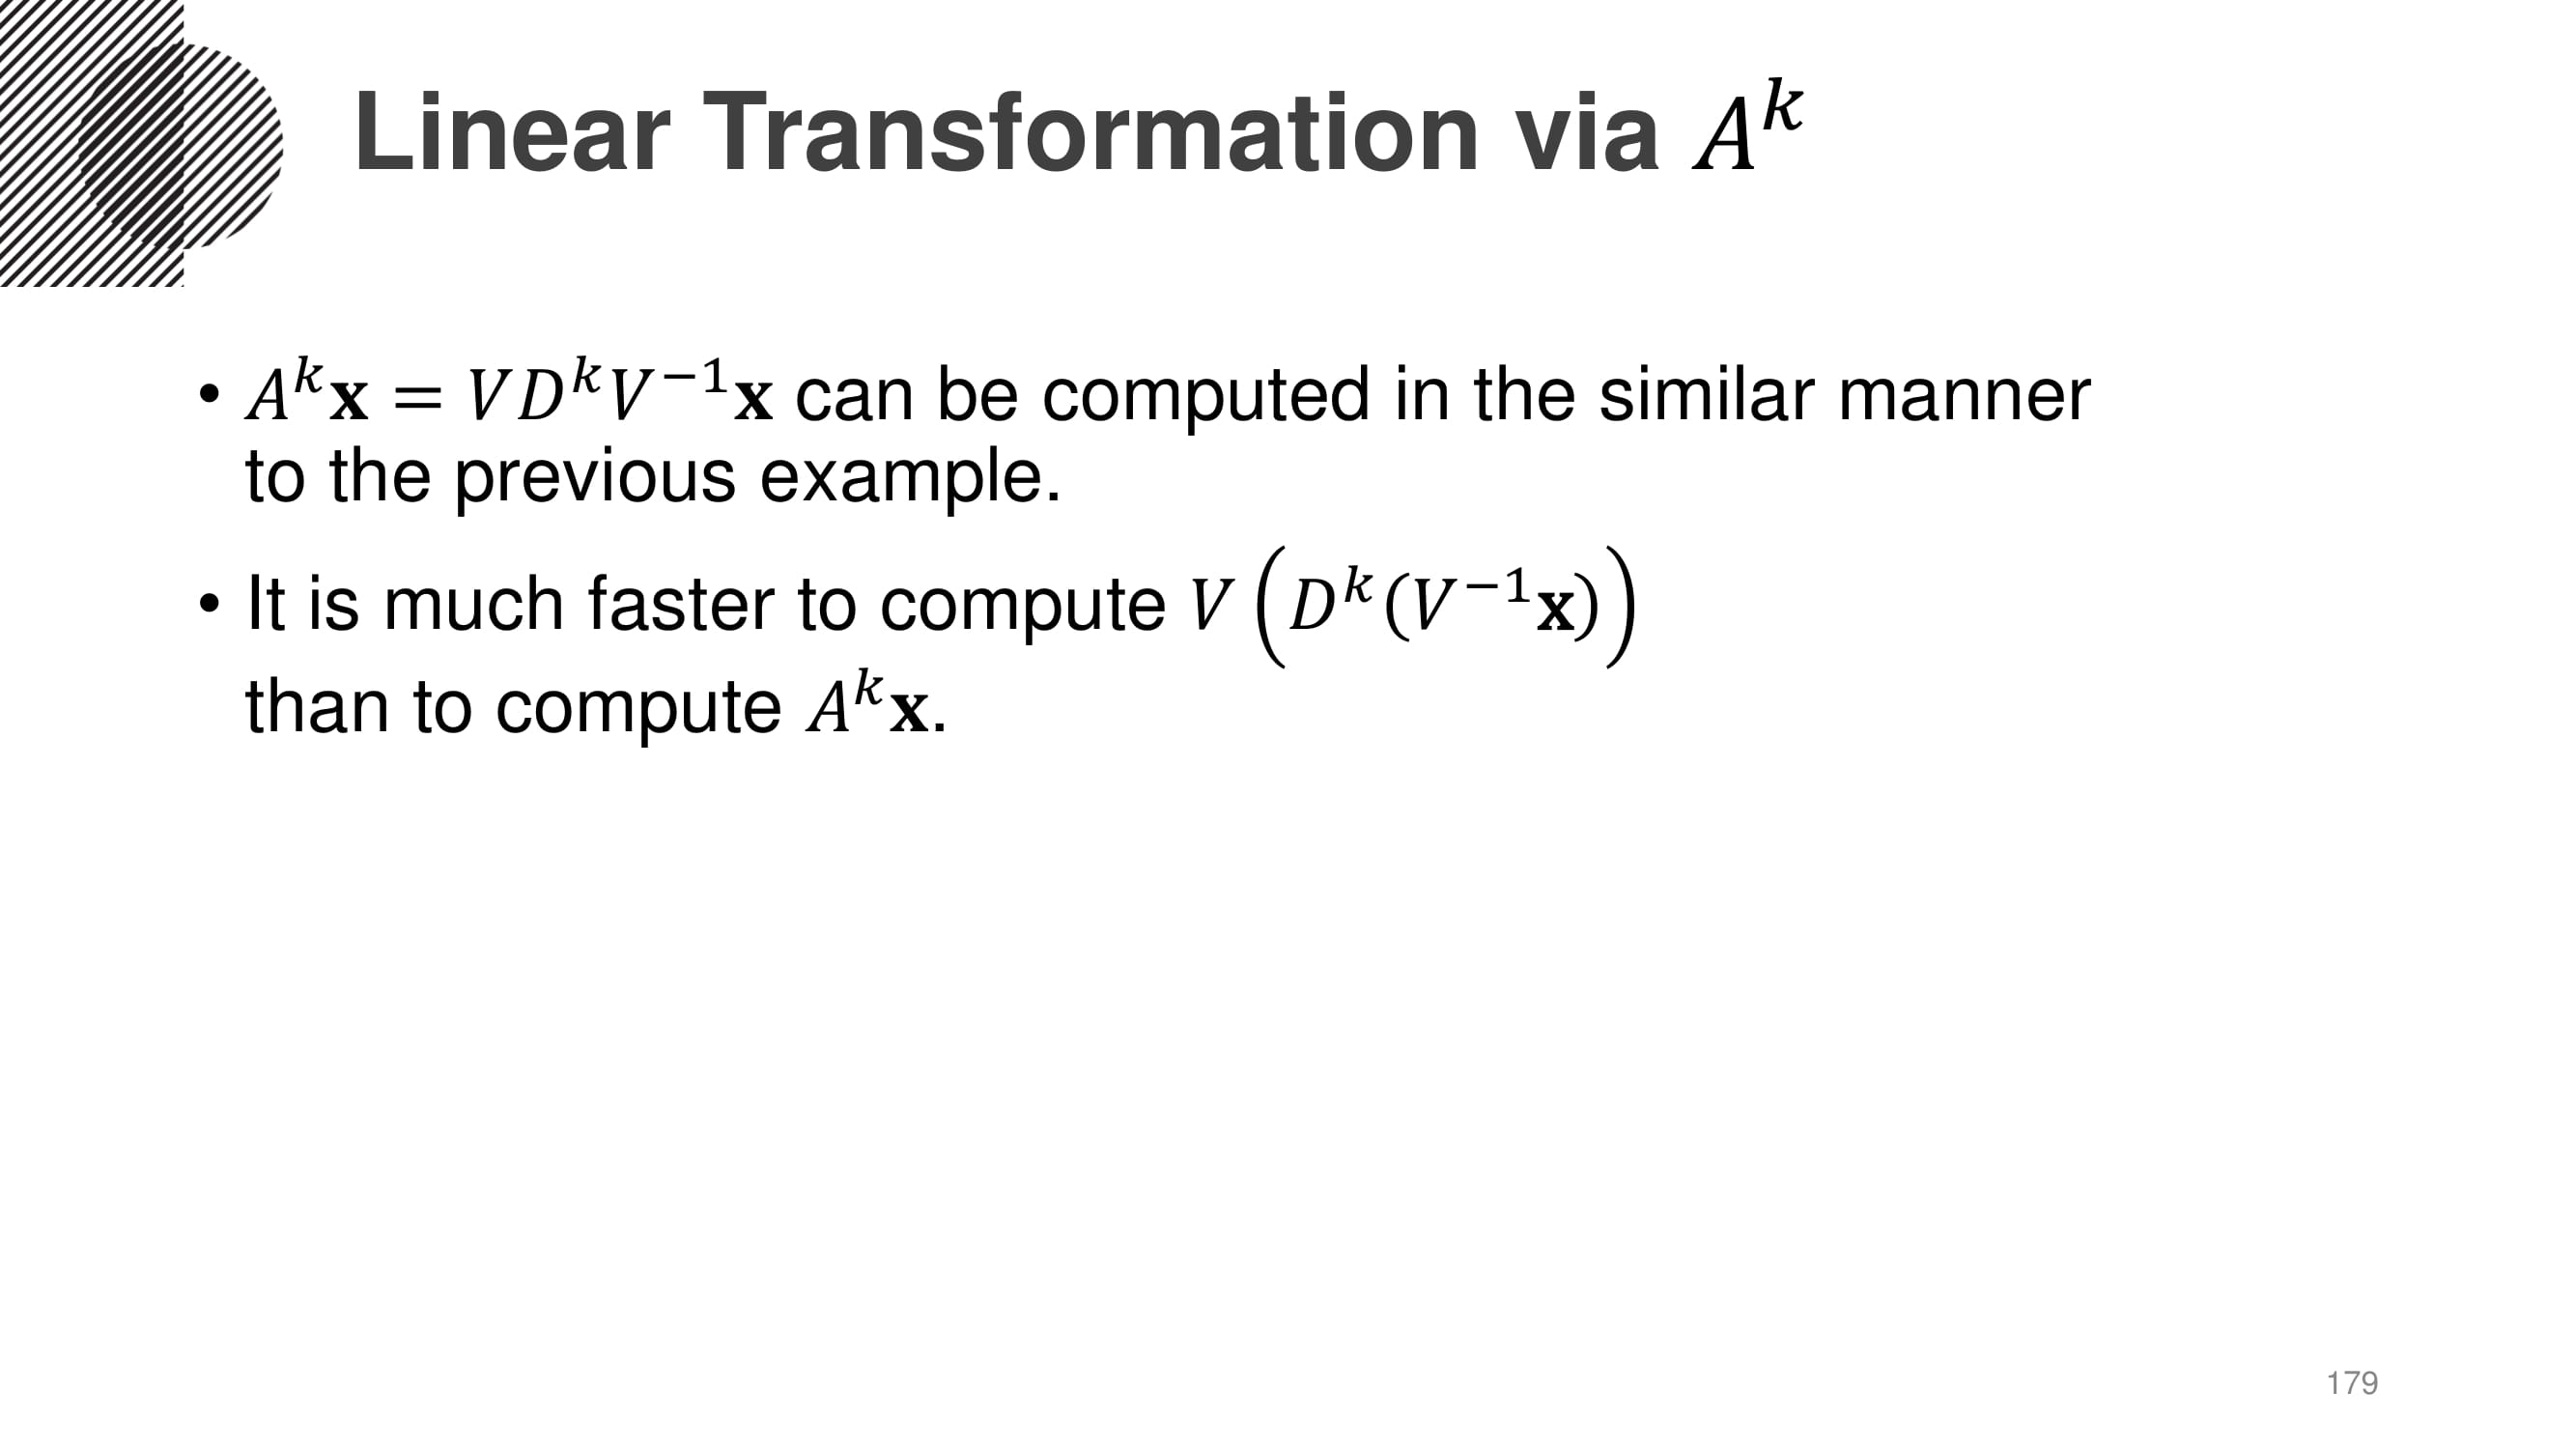 Linear Transformation via $A^k$
• $A^k\mathbf{x} = VD^kV^{-1}\mathbf{x}$ can be computed in the similar manner
to the previous example.
• It is much faster to compute $V\left(D^k(V^{-1}\mathbf{x})\right)$
than to compute $A^k\mathbf{x}$.
179